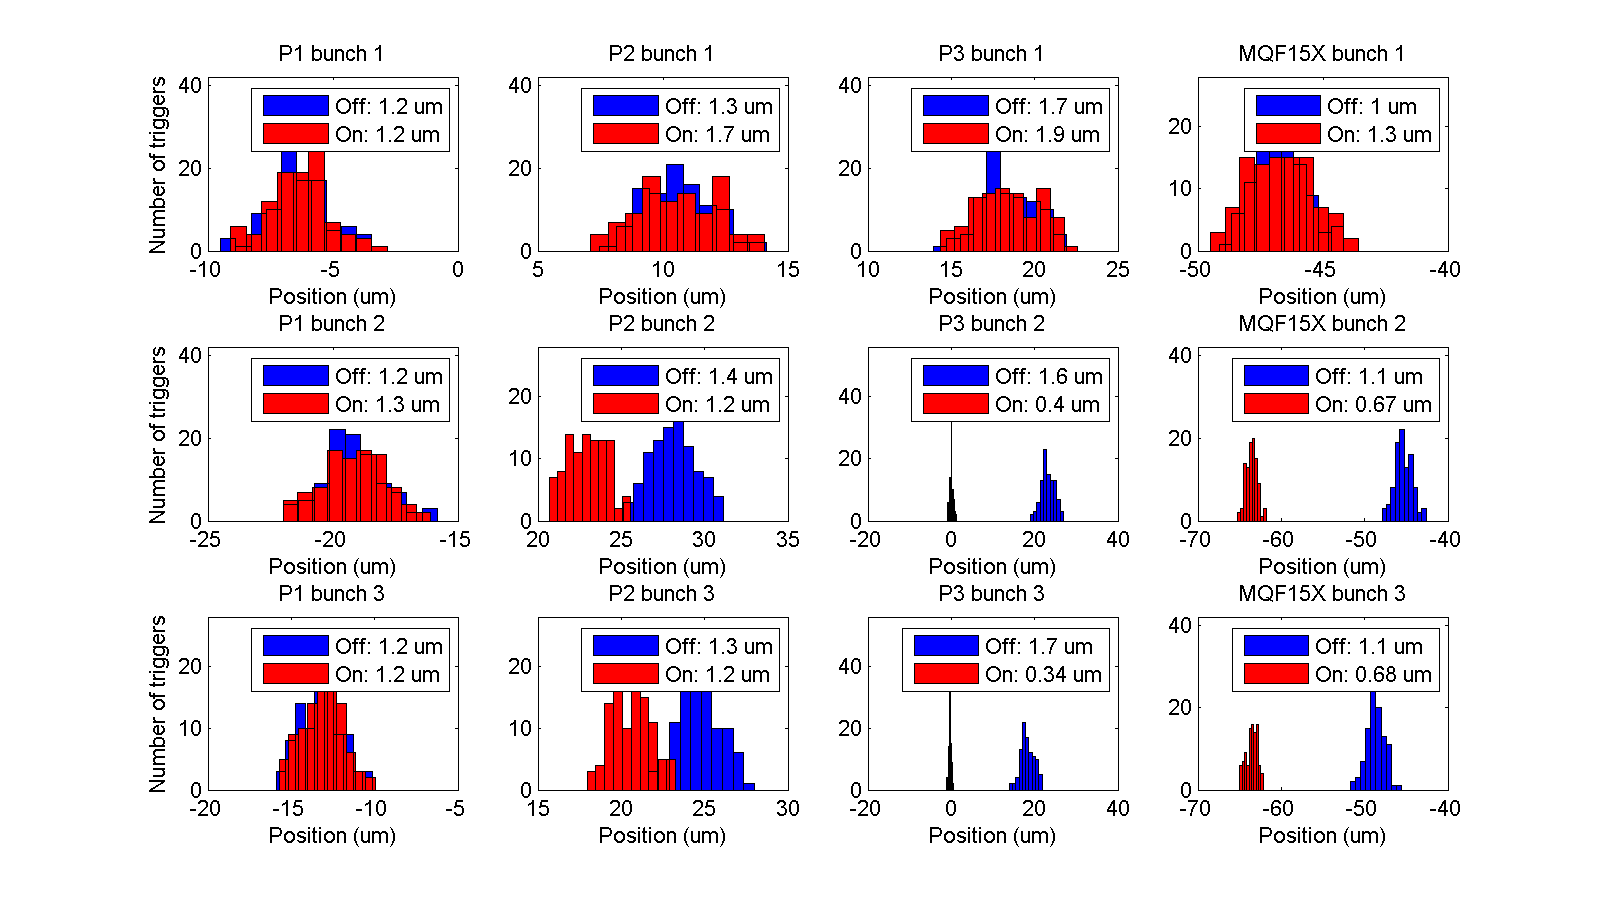 P1 bunch 1
P2 bunch 1
P3 bunch 1
MQF15X bunch 1
Number of triggers
40
20
0
Off: 1.2 um
On: 1.2 um
-10
-5
0
Position (um)
40
20
0
Off: 1.3 um
On: 1.7 um
5
10
15
Position (um)
40
20
0
Off: 1.7 um
On: 1.9 um
10
15
20
25
Position (um)
20
10
0
Off: 1 um
On: 1.3 um
-50
-45
-40
Position (um)
P1 bunch 2
P2 bunch 2
P3 bunch 2
MQF15X bunch 2
Number of triggers
40
20
0
Off: 1.2 um
On: 1.3 um
-25
-20
-15
Position (um)
20
10
0
Off: 1.4 um
On: 1.2 um
20
25
30
35
Position (um)
40
20
0
Off: 1.6 um
On: 0.4 um
-20
0
20
40
Position (um)
40
20
0
Off: 1.1 um
On: 0.67 um
-70
-60
-50
-40
Position (um)
P1 bunch 3
P2 bunch 3
P3 bunch 3
MQF15X bunch 3
Number of triggers
20
10
0
Off: 1.2 um
On: 1.2 um
-20
-15
-10
-5
Position (um)
20
10
0
Off: 1.3 um
On: 1.2 um
15
20
25
30
Position (um)
40
20
0
Off: 1.7 um
On: 0.34 um
-20
0
20
40
Position (um)
40
20
0
Off: 1.1 um
On: 0.68 um
-70
-60
-50
-40
Position (um)